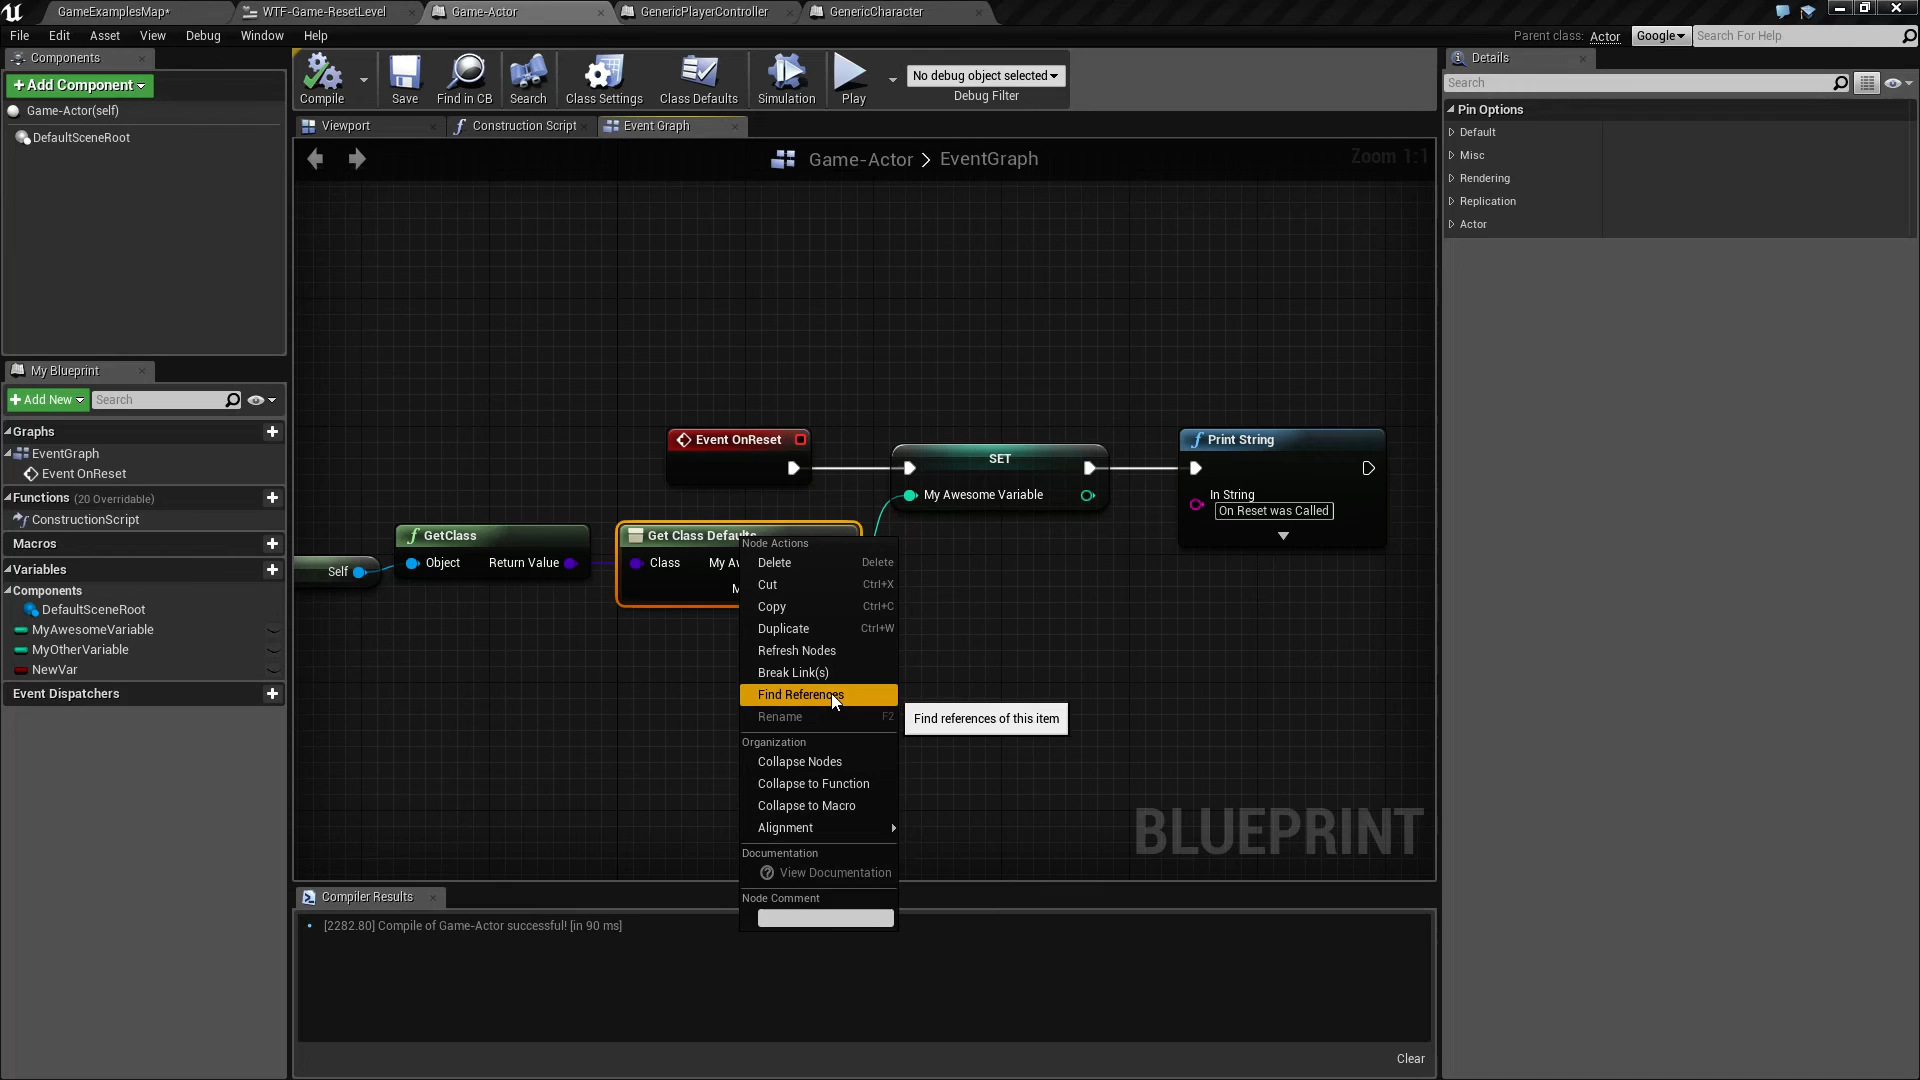 GameExamplesMap*
WTF-Game-ResetLevel
Game-Actor
GenericPlayerController
GenericCharacter
File Edit Asset View Debug Window Help
Parent class: Actor Google Search For Help
Components
+ Add Component
Game-Actor(self)
DefaultSceneRoot
Compile Save Find in CB Search Class Settings Class Defaults Simulation Play
No debug object selected
Debug Filter
Viewport
Construction Script
Event Graph
Game-Actor > EventGraph
Zoom 1:1
Details
Search
Pin Options
Default
Misc
Rendering
Replication
Actor
My Blueprint
+ Add New Search
Graphs
EventGraph
Event OnReset
Functions (20 Overridable)
ConstructionScript
Macros
Variables
Components
DefaultSceneRoot
MyAwesomeVariable
MyOtherVariable
NewVar
Event Dispatchers
Event OnReset
SET
My Awesome Variable
Print String
In String
On Reset was Called
Self
GetClass
Object Return Value
Get Class Defaults
Class My Aw
M
Node Actions
Delete Delete
Cut Ctrl+X
Copy Ctrl+C
Duplicate Ctrl+W
Refresh Nodes
Break Link(s)
Find References
Rename F2
Find references of this item
Organization
Collapse Nodes
Collapse to Function
Collapse to Macro
Alignment
Documentation
View Documentation
Node Comment
BLUEPRINT
Compiler Results
[2282.80] Compile of Game-Actor successful! [in 90 ms]
Clear